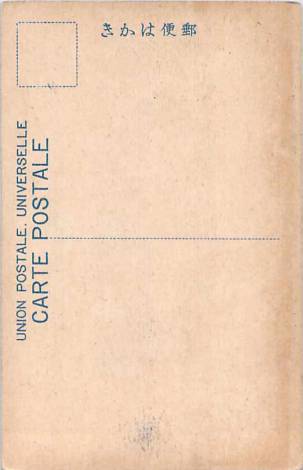 郵便はかき
UNION POSTALE. UNIVERSELLE
CARTE POSTALE